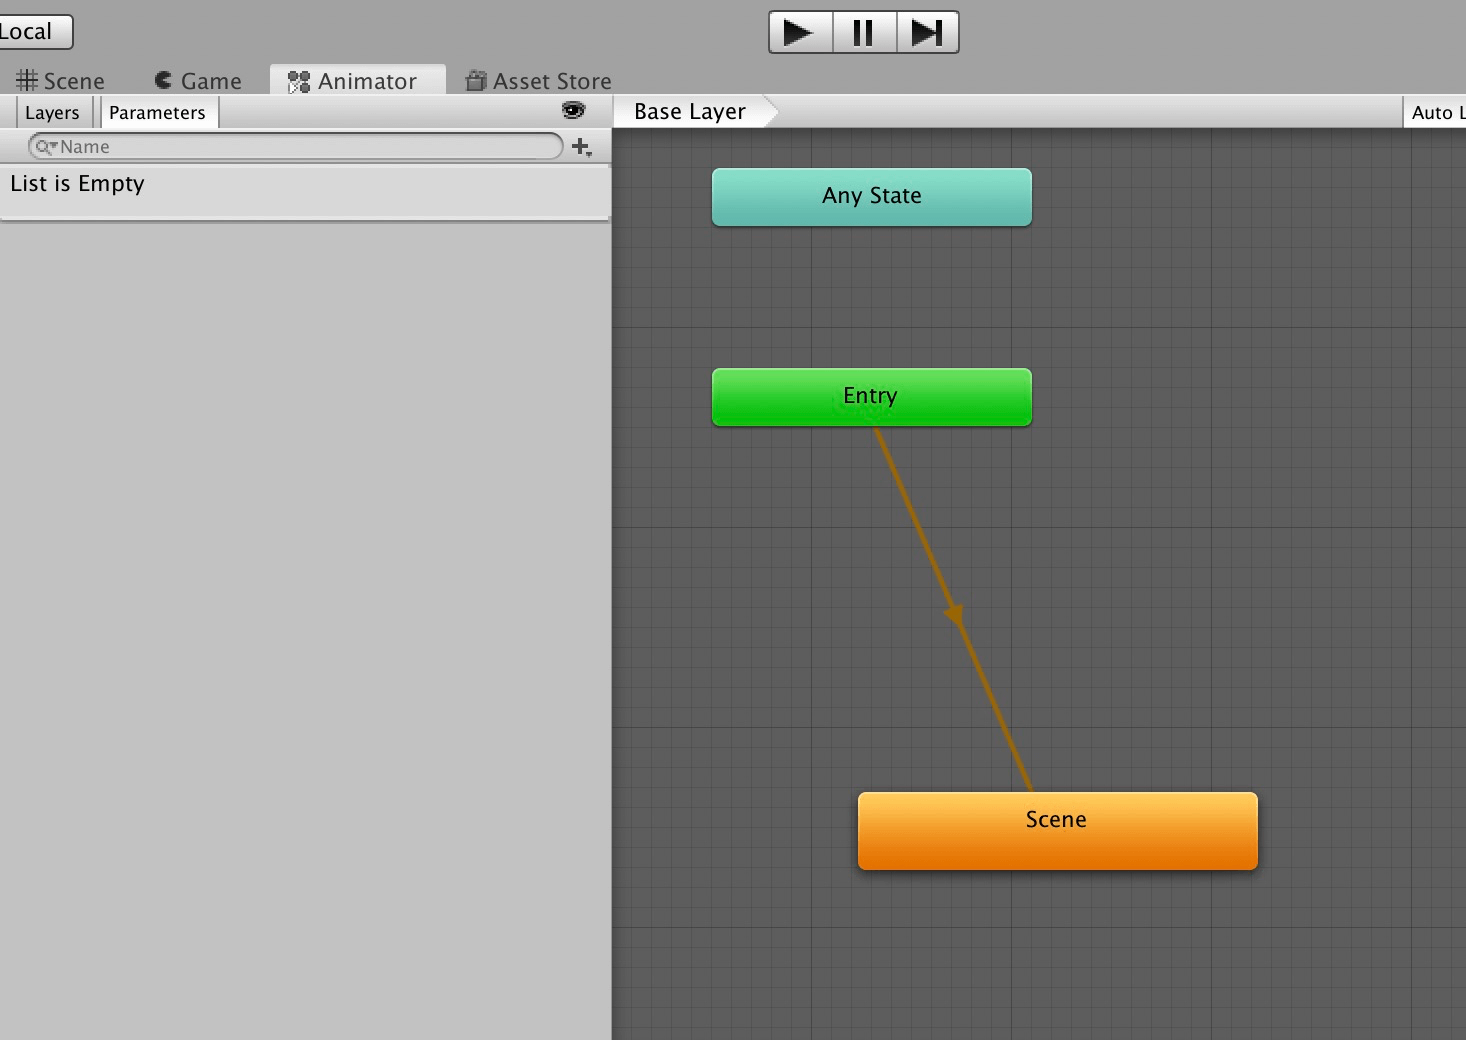 Local
Scene
Game
Animator
Asset Store
Layers
Parameters
Base Layer
Auto L
Name
List is Empty
Any State
Entry
Scene